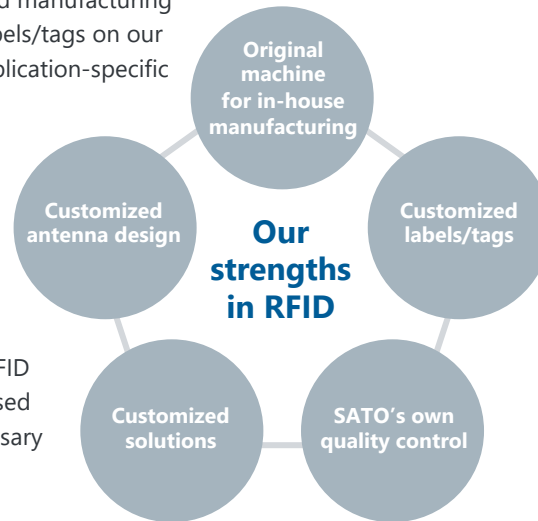 d manufacturing
bels/tags on our
plication-specific
Original
machine
for in-house
manufacturing
Customized
antenna design
Our
strengths
in RFID
Customized
labels/tags
FID
sed
sary
Customized
solutions
SATO's own
quality control